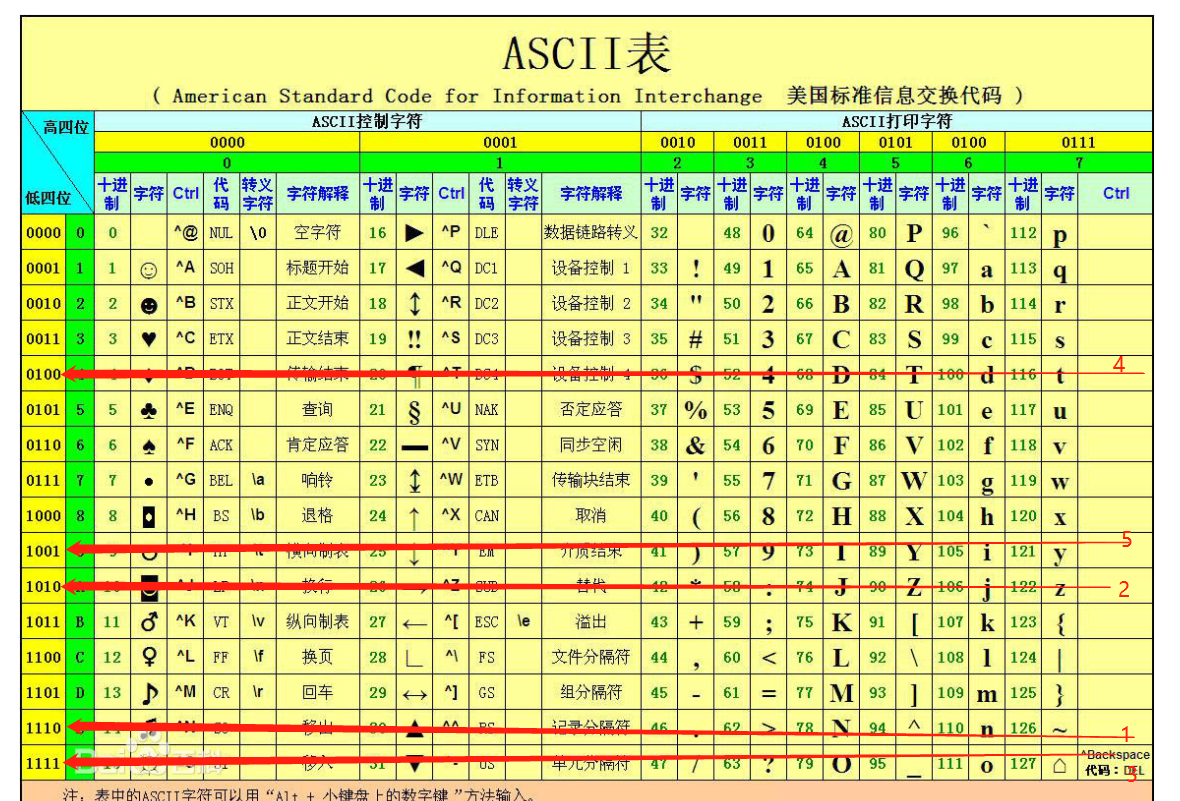 ASCII表
( American Standard Code for Information Interchange 美国标准信息交换代码 )
高四位 ASCII控制字符 ASCII打印字符
0000 0001 0010 0011 0100 0101 0100 0111
0 1 2 3 4 5 6 7
低四位 十进制 字符 Ctrl 代码 转义字符 字符解释 十进制 字符 Ctrl 代码 转义字符 字符解释 十进制 字符 十进制 字符 十进制 字符 十进制 字符 十进制 字符 十进制 字符 Ctrl
0000 0 0 ^@ NUL \0 空字符 16 ► ^P DLE 数据链路转义 32 48 0 64 @ 80 P 96 ` 112 p
0001 1 1 ☺ ^A SOH 标题开始 17 ◄ ^Q DC1 设备控制 1 33 ! 49 1 65 A 81 Q 97 a 113 q
0010 2 2 ☻ ^B STX 正文开始 18 ↕ ^R DC2 设备控制 2 34 " 50 2 66 B 82 R 98 b 114 r
0011 3 3 ♥ ^C ETX 正文结束 19 ‼ ^S DC3 设备控制 3 35 # 51 3 67 C 83 S 99 c 115 s
0100 传输结束 20 ¶ ^T DC4 设备控制 4 36 $ 52 4 68 D 84 T 100 d 116 t 4
0101 5 5 ♣ ^E ENQ 查询 21 § ^U NAK 否定应答 37 % 53 5 69 E 85 U 101 e 117 u
0110 6 6 ♠ ^F ACK 肯定应答 22 ▬ ^V SYN 同步空闲 38 & 54 6 70 F 86 V 102 f 118 v
0111 7 7 • ^G BEL \a 响铃 23 ↨ ^W ETB 传输块结束 39 ' 55 7 71 G 87 W 103 g 119 w
1000 8 8 ◘ ^H BS \b 退格 24 ↑ ^X CAN 取消 40 ( 56 8 72 H 88 X 104 h 120 x
1001 9 横向制表 25 ↓ EM 介质结束 41 ) 57 9 73 I 89 Y 105 i 121 y 5
1010 换行 26 → ^Z SUB 替代 42 * 58 : 74 J 90 Z 106 j 122 z 2
1011 B 11 ♂ ^K VT \v 纵向制表 27 ← ^[ ESC \e 溢出 43 + 59 ; 75 K 91 [ 107 k 123 {
1100 C 12 ♀ ^L FF \f 换页 28 ∟ ^\ FS 文件分隔符 44 , 60 < 76 L 92 \ 108 l 124 |
1101 D 13 ♪ ^M CR \r 回车 29 ↔ ^] GS 组分隔符 45 - 61 = 77 M 93 ] 109 m 125 }
1110 移出 30 ▲ ^^ RS 记录分隔符 46 . 62 > 78 N 94 ^ 110 n 126 ~ 1
1111 移入 31 ▼ US 单元分隔符 47 / 63 ? 79 O 95 _ 111 o 127 ⌂ ^Backspace
代码：DEL 3
Bai 百科
注：表中的ASCII字符可以用“Alt + 小键盘上的数字键”方法输入。